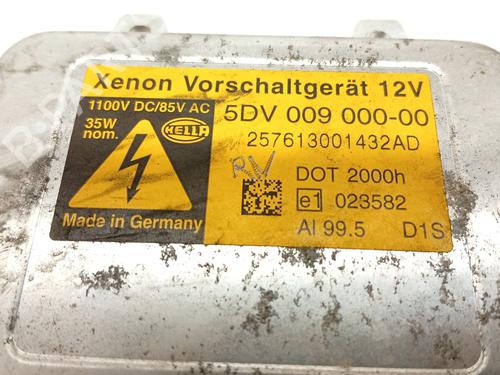 Xenon Vorschaltgerät 12V
1100V DC/85V AC
5DV 009 000-00
35W
nom.
HELLA
257613001432AD
RV
DOT 2000h
e1 023582
Made in Germany
Al 99.5 D1S